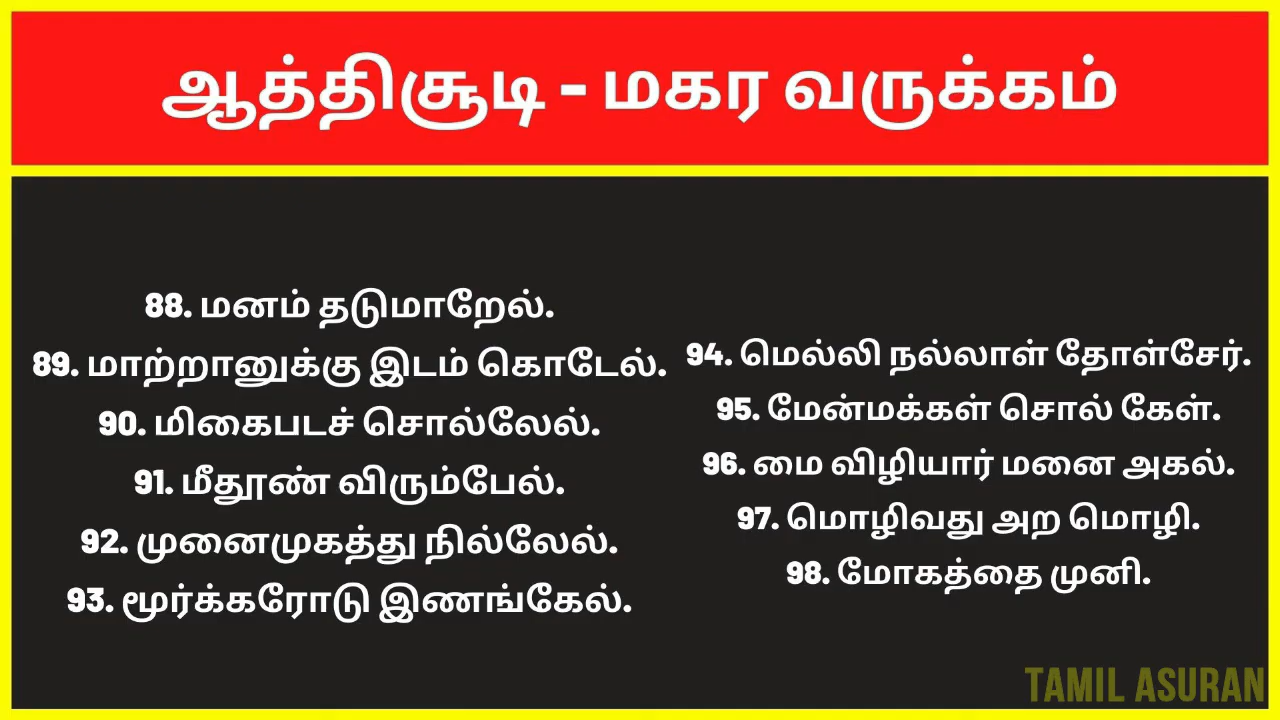 ஆத்திசூடி - மகர வருக்கம்
88. மனம் தடுமாறேல்.
89. மாற்றானுக்கு இடம் கொடேல்.
90. மிகைபடச் சொல்லேல்.
91. மீதூண் விரும்பேல்.
92. முனைமுகத்து நில்லேல்.
93. மூர்க்கரோடு இணங்கேல்.
94. மெல்லி நல்லாள் தோள்சேர்.
95. மேன்மக்கள் சொல் கேள்.
96. மை விழியார் மனை அகல்.
97. மொழிவது அற மொழி.
98. மோகத்தை முனி.
TAMIL ASURAN